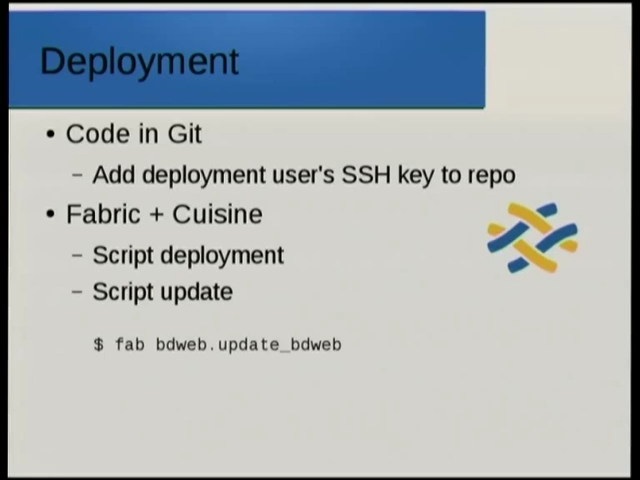 Deployment
• Code in Git
– Add deployment user's SSH key to repo
• Fabric + Cuisine
– Script deployment
– Script update
$ fab bdweb.update_bdweb